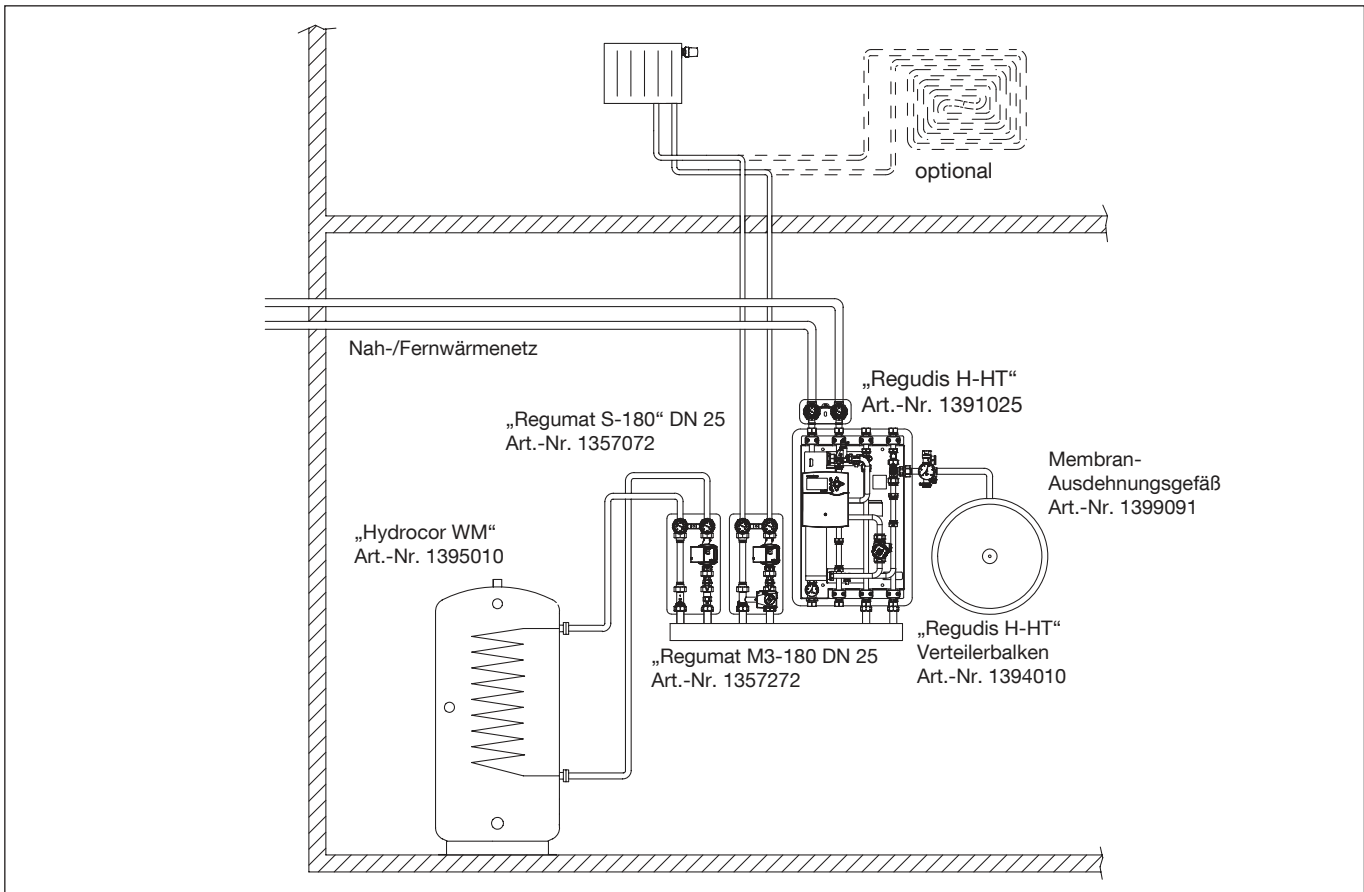 optional
Nah-/Fernwärmenetz
„Regudis H-HT“
Art.-Nr. 1391025
„Regumat S-180“ DN 25
Art.-Nr. 1357072
Membran-
Ausdehnungsgefäß
Art.-Nr. 1399091
„Hydrocor WM“
Art.-Nr. 1395010
„Regudis H-HT“
Verteilerbalken
Art.-Nr. 1394010
„Regumat M3-180 DN 25
Art.-Nr. 1357272